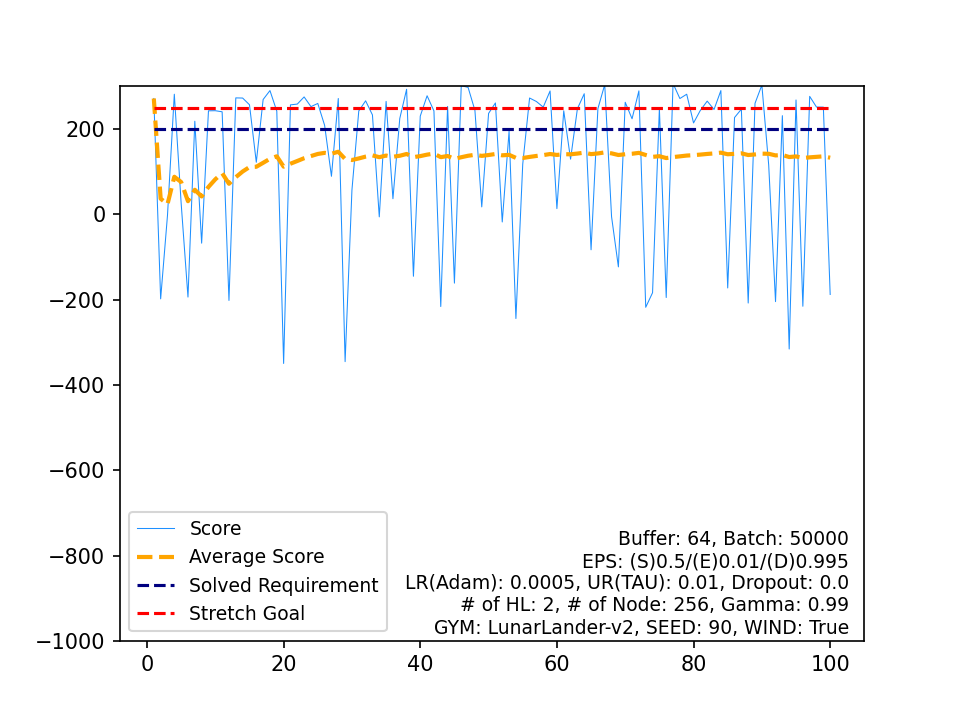 200
0
−200
−400
−600
−800
−1000
0
20
40
60
80
100
Score
Average Score
Solved Requirement
Stretch Goal
Buffer: 64, Batch: 50000
EPS: (S)0.5/(E)0.01/(D)0.995
LR(Adam): 0.0005, UR(TAU): 0.01, Dropout: 0.0
# of HL: 2, # of Node: 256, Gamma: 0.99
GYM: LunarLander-v2, SEED: 90, WIND: True